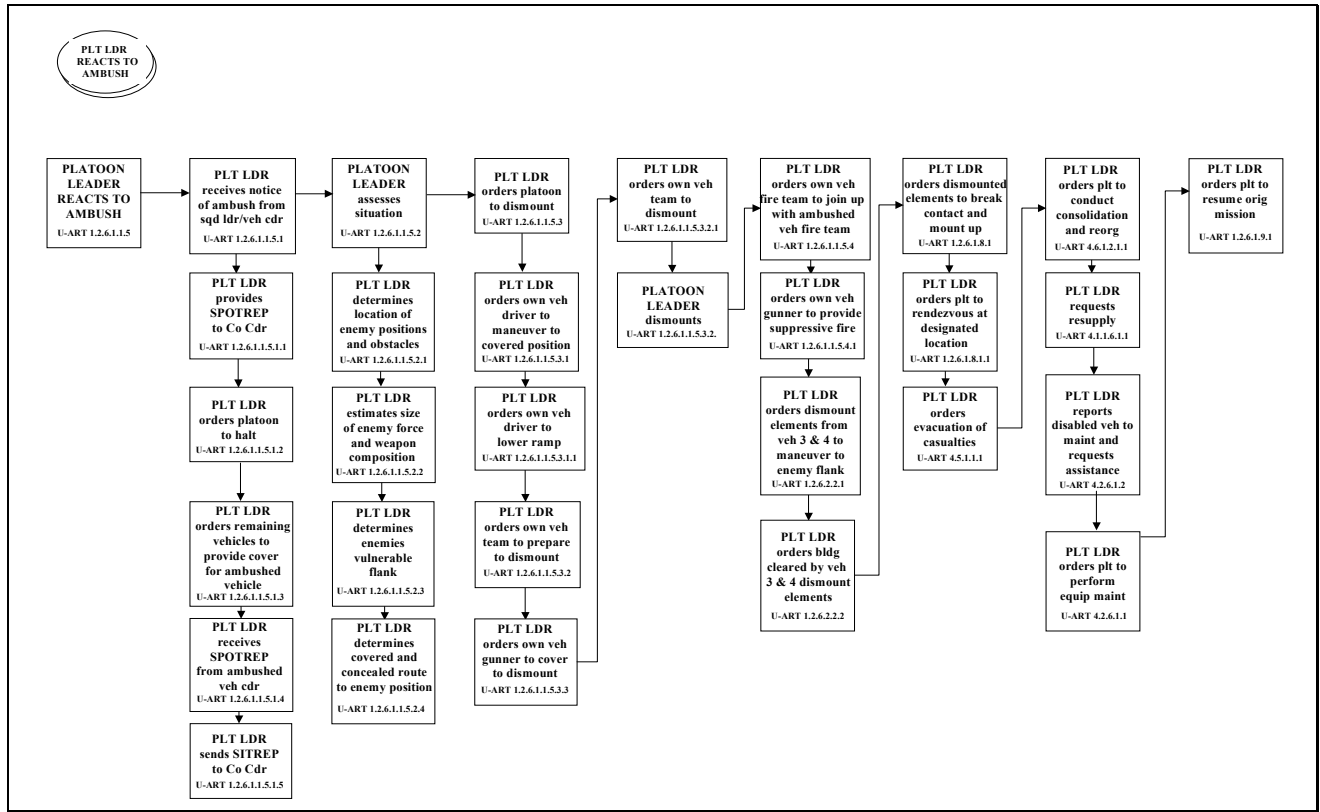 PLT LDR
REACTS TO
AMBUSH
PLATOON
LEADER
REACTS TO
AMBUSH
U-ART 1.2.6.1.1.5
PLT LDR
receives notice
of ambush from
sqd ldr/veh cdr
U-ART 1.2.6.1.1.5.1
PLT LDR
provides
SPOTREP
to Co Cdr
U-ART 1.2.6.1.1.5.1.1
PLT LDR
orders platoon
to halt
U-ART 1.2.6.1.1.5.1.2
PLT LDR
orders remaining
vehicles to
provide cover
for ambushed
vehicle
U-ART 1.2.6.1.1.5.1.3
PLT LDR
receives
SPOTREP
from ambushed
veh cdr
U-ART 1.2.6.1.1.5.1.4
PLT LDR
sends SITREP
to Co Cdr
U-ART 1.2.6.1.1.5.1.5
PLATOON
LEADER
assesses
situation
U-ART 1.2.6.1.1.5.2
PLT LDR
determines
location of
enemy positions
and obstacles
U-ART 1.2.6.1.1.5.2.1
PLT LDR
estimates size
of enemy force
and weapon
composition
U-ART 1.2.6.1.1.5.2.2
PLT LDR
determines
enemies
vulnerable
flank
U-ART 1.2.6.1.1.5.2.3
PLT LDR
determines
covered and
concealed route
to enemy position
U-ART 1.2.6.1.1.5.2.4
PLT LDR
orders platoon
to dismount
U-ART 1.2.6.1.1.5.3
PLT LDR
orders own veh
driver to
maneuver to
covered position
U-ART 1.2.6.1.1.5.3.1
PLT LDR
orders own veh
driver to
lower ramp
U-ART 1.2.6.1.1.5.3.1.1
PLT LDR
orders own veh
team to prepare
to dismount
U-ART 1.2.6.1.1.5.3.2
PLT LDR
orders own veh
gunner to cover
to dismount
U-ART 1.2.6.1.1.5.3.3
PLT LDR
orders own veh
team to
dismount
U-ART 1.2.6.1.1.5.3.2.1
PLATOON
LEADER
dismounts
U-ART 1.2.6.1.1.5.3.2.
PLT LDR
orders own veh
fire team to join up
with ambushed
veh fire team
U-ART 1.2.6.1.1.5.4
PLT LDR
orders own veh
gunner to provide
suppressive fire
U-ART 1.2.6.1.1.5.4.1
PLT LDR
orders dismount
elements from
veh 3 & 4 to
maneuver to
enemy flank
U-ART 1.2.6.2.2.1
PLT LDR
orders bldg
cleared by veh
3 & 4 dismount
elements
U-ART 1.2.6.2.2.2
PLT LDR
orders dismounted
elements to break
contact and
mount up
U-ART 1.2.6.1.8.1
PLT LDR
orders plt to
rendezvous at
designated
location
U-ART 1.2.6.1.8.1.1
PLT LDR
orders
evacuation of
casualties
U-ART 4.5.1.1.1
PLT LDR
orders plt to
conduct
consolidation
and reorg
U-ART 4.6.1.2.1.1
PLT LDR
requests
resupply
U-ART 4.1.1.6.1.1
PLT LDR
reports
disabled veh to
maint and
requests
assistance
U-ART 4.2.6.1.2
PLT LDR
orders plt to
perform
equip maint
U-ART 4.2.6.1.1
PLT LDR
orders plt to
resume orig
mission
U-ART 1.2.6.1.9.1